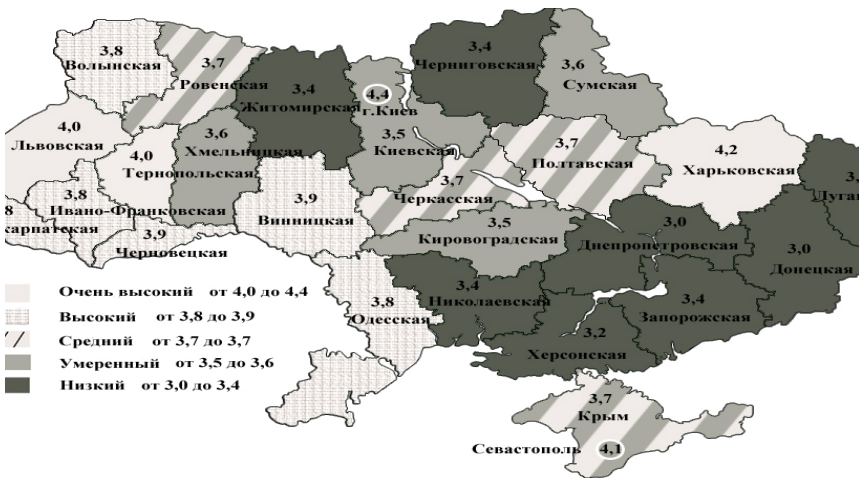 3,8
Волынская
3,7
Ровенская
3,4
Житомирская
4,4
г.Киев
3,4
Черниговская
3,6
Сумская
4,0
Львовская
4,0
Тернопольская
3,6
Хмельницкая
3,5
Киевская
3,7
Полтавская
4,2
Харьковская
3,
Луган
3,8
Ивано-Франковская
8
карпатская
3,9
Черновецкая
3,9
Винницкая
3,7
Черкасская
3,5
Кировоградская
3,0
Днепропетровская
3,0
Донецкая
3,8
Одесская
3,4
Николаевская
3,4
Запорожская
3,2
Херсонская
3,7
Крым
Севастополь 4,1
Очень высокий от 4,0 до 4,4
Высокий от 3,8 до 3,9
Средний от 3,7 до 3,7
Умеренный от 3,5 до 3,6
Низкий от 3,0 до 3,4